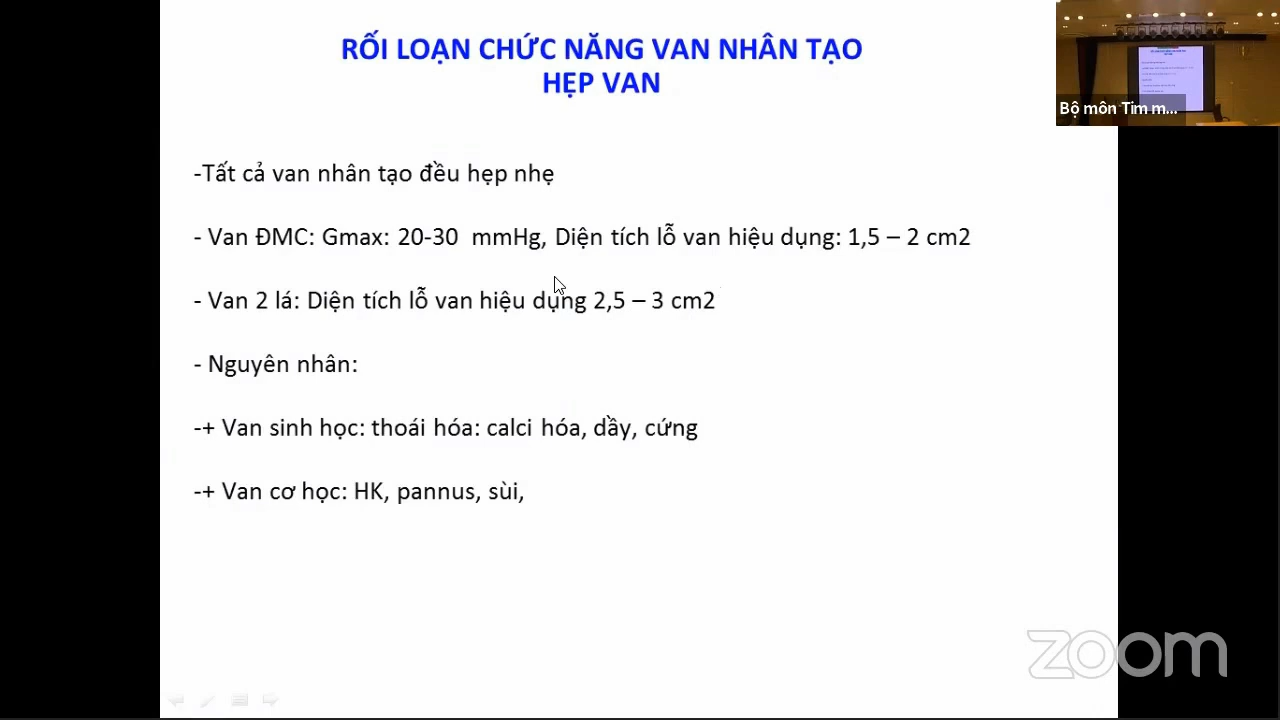 RỐI LOẠN CHỨC NĂNG VAN NHÂN TẠO
HẸP VAN
Bộ môn Tim m...
-Tất cả van nhân tạo đều hẹp nhẹ
- Van ĐMC: Gmax: 20-30 mmHg, Diện tích lỗ van hiệu dụng: 1,5 – 2 cm2
- Van 2 lá: Diện tích lỗ van hiệu dụng 2,5 – 3 cm2
- Nguyên nhân:
-+ Van sinh học: thoái hóa: calci hóa, dầy, cứng
-+ Van cơ học: HK, pannus, sùi,
zoom